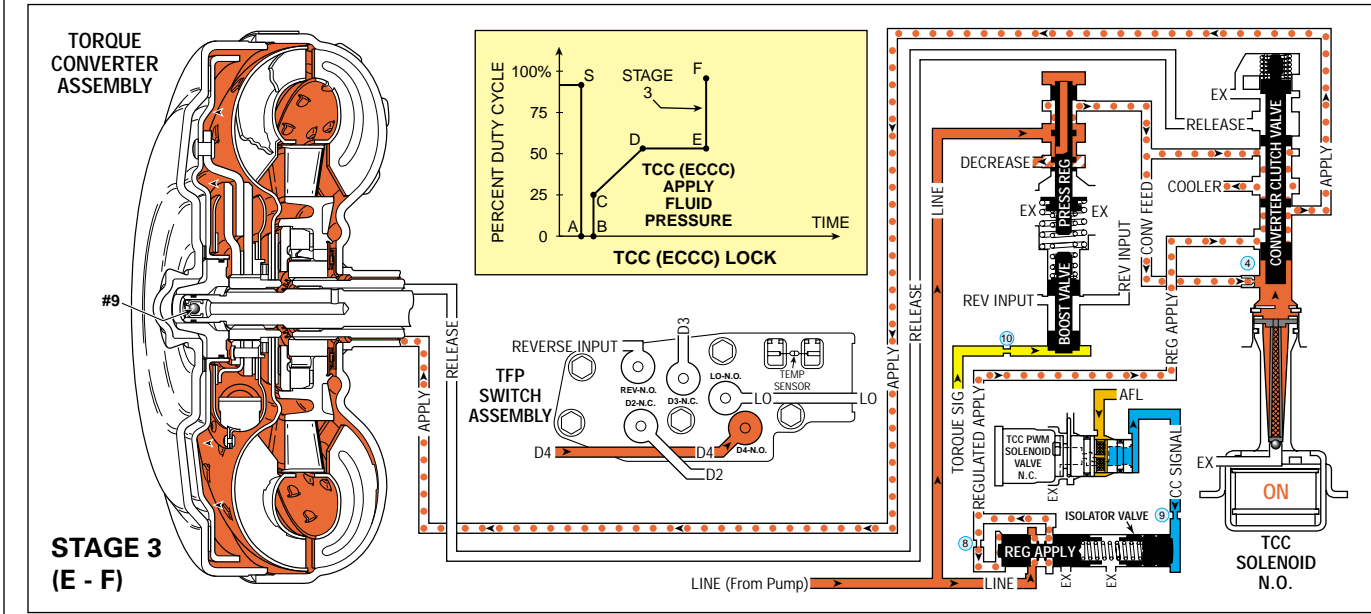 TORQUE
CONVERTER
ASSEMBLY
#9
STAGE 3
(E - F)
PERCENT DUTY CYCLE
100%
75
50
25
0
S
A
B
C
D
E
F
STAGE
3
TCC (ECCC)
APPLY
FLUID
PRESSURE
TIME
TCC (ECCC) LOCK
RELEASE
APPLY
TFP
SWITCH
ASSEMBLY
REVERSE INPUT
D3
REV-N.O.
D3-N.C.
LO-N.O.
D2-N.C.
D4-N.O.
TEMP
SENSOR
LO
LO
D4
D4
D2
APPLY
RELEASE
LINE
DECREASE
PRESS REG
EX
EX
BOOST VALVE
REV INPUT
REV INPUT
10
TORQUE SIG
REGULATED APPLY
CONV FEED
REG APPLY
EX
RELEASE
COOLER
CONVERTER CLUTCH VALVE
APPLY
4
AFL
TCC PWM
SOLENOID
VALVE
N.C.
EX
CC SIGNAL
9
ISOLATOR VALVE
8
REG APPLY
EX
EX
LINE (From Pump)
LINE
EX
ON
TCC
SOLENOID
N.O.